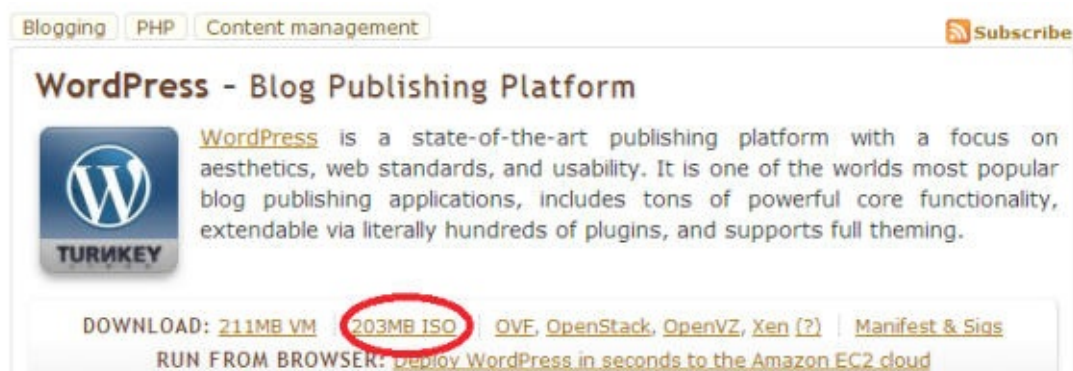 Blogging PHP Content management Subscribe
WordPress – Blog Publishing Platform
WordPress is a state-of-the-art publishing platform with a focus on
aesthetics, web standards, and usability. It is one of the worlds most popular
blog publishing applications, includes tons of powerful core functionality,
extendable via literally hundreds of plugins, and supports full theming.
TURNKEY
DOWNLOAD: 211MB VM 203MB ISO OVF, OpenStack, OpenVZ, Xen (?) Manifest & Sigs
RUN FROM BROWSER: Deploy WordPress in seconds to the Amazon EC2 cloud